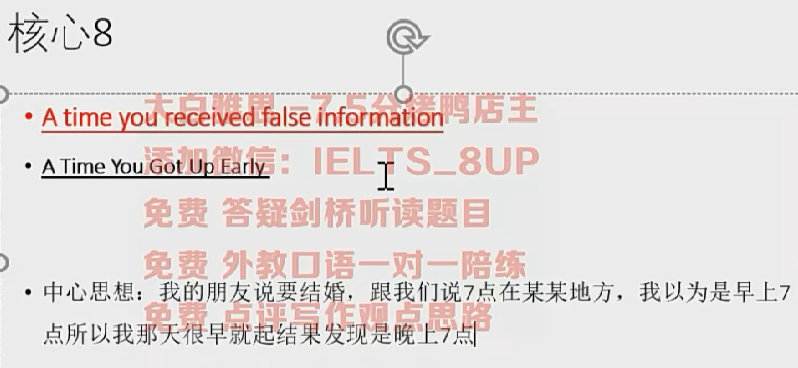 核心8
大白雅思-7.5分烤鸭店主
• A time you received false information
添加微信：IELTS_8UP
• A Time You Got Up Early
免费 答疑剑桥听读题目
免费 外教口语一对一陪练
• 中心思想：我的朋友说要结婚，跟我们说7点在某某地方，我以为是早上7
免费 点评写作观点思路
点所以我那天很早就起结果发现是晚上7点